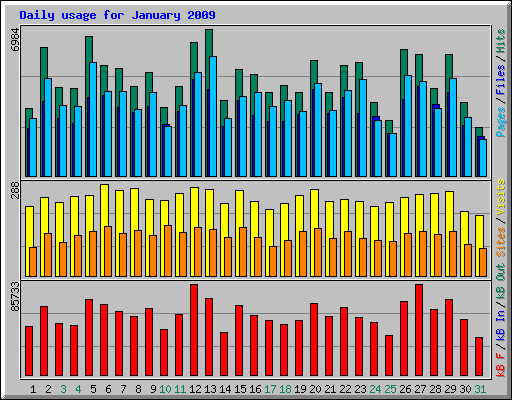 Daily usage for January 2009
6984
Pages / Files / Hits
288
Sites / Visits
85733
kB F / kB In / kB Out
1 2 3 4 5 6 7 8 9 10 11 12 13 14 15 16 17 18 19 20 21 22 23 24 25 26 27 28 29 30 31